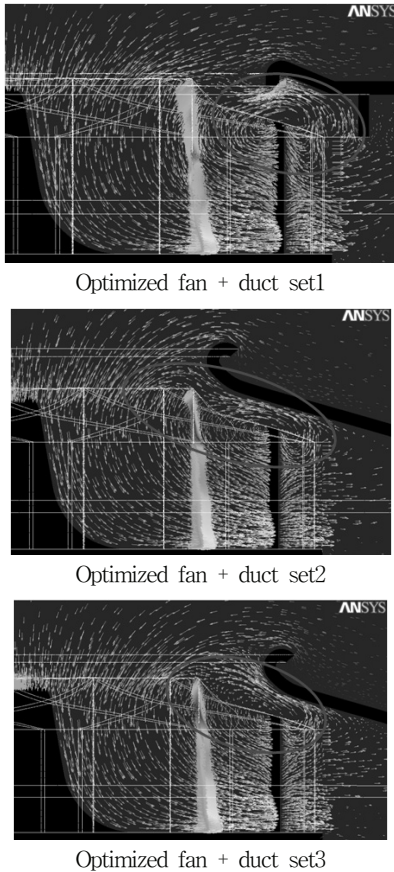 ANSYS
Optimized fan + duct set1
ANSYS
Optimized fan + duct set2
ANSYS
Optimized fan + duct set3